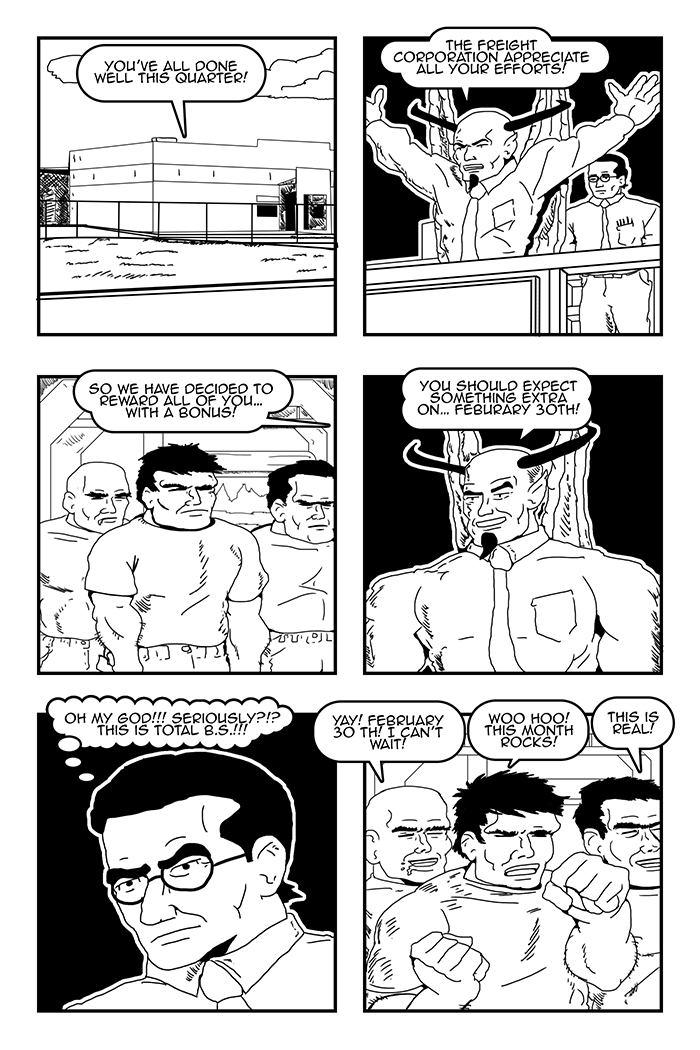 YOU'VE ALL DONE
WELL THIS QUARTER!
THE FREIGHT
CORPORATION APPRECIATE
ALL YOUR EFFORTS!
SO WE HAVE DECIDED TO
REWARD ALL OF YOU...
WITH A BONUS!
YOU SHOULD EXPECT
SOMETHING EXTRA
ON... FEBURARY 30TH!
OH MY GOD!!! SERIOUSLY?!?
THIS IS TOTAL B.S.!!!
YAY! FEBRUARY
30 TH! I CAN'T
WAIT!
WOO HOO!
THIS MONTH
ROCKS!
THIS IS
REAL!